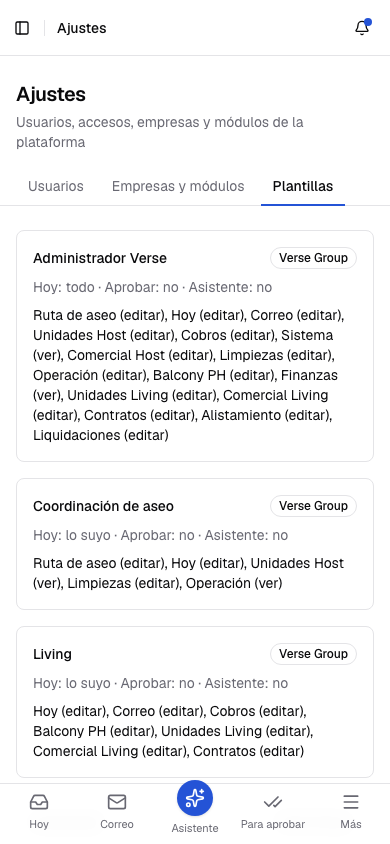 Ajustes
Ajustes
Usuarios, accesos, empresas y módulos de la
plataforma
Usuarios
Empresas y módulos
Plantillas
Administrador Verse
Verse Group
Hoy: todo · Aprobar: no · Asistente: no
Ruta de aseo (editar), Hoy (editar), Correo (editar),
Unidades Host (editar), Cobros (editar), Sistema
(ver), Comercial Host (editar), Limpiezas (editar),
Operación (editar), Balcony PH (editar), Finanzas
(ver), Unidades Living (editar), Comercial Living
(editar), Contratos (editar), Alistamiento (editar),
Liquidaciones (editar)
Coordinación de aseo
Verse Group
Hoy: lo suyo · Aprobar: no · Asistente: no
Ruta de aseo (editar), Hoy (editar), Unidades Host
(ver), Limpiezas (editar), Operación (ver)
Living
Verse Group
Hoy: lo suyo · Aprobar: no · Asistente: no
Hoy (editar), Correo (editar), Cobros (editar),
Balcony PH (editar), Unidades Living (editar),
Comercial Living (editar), Contratos (editar)
Hoy
Correo
Asistente
Para aprobar
Más